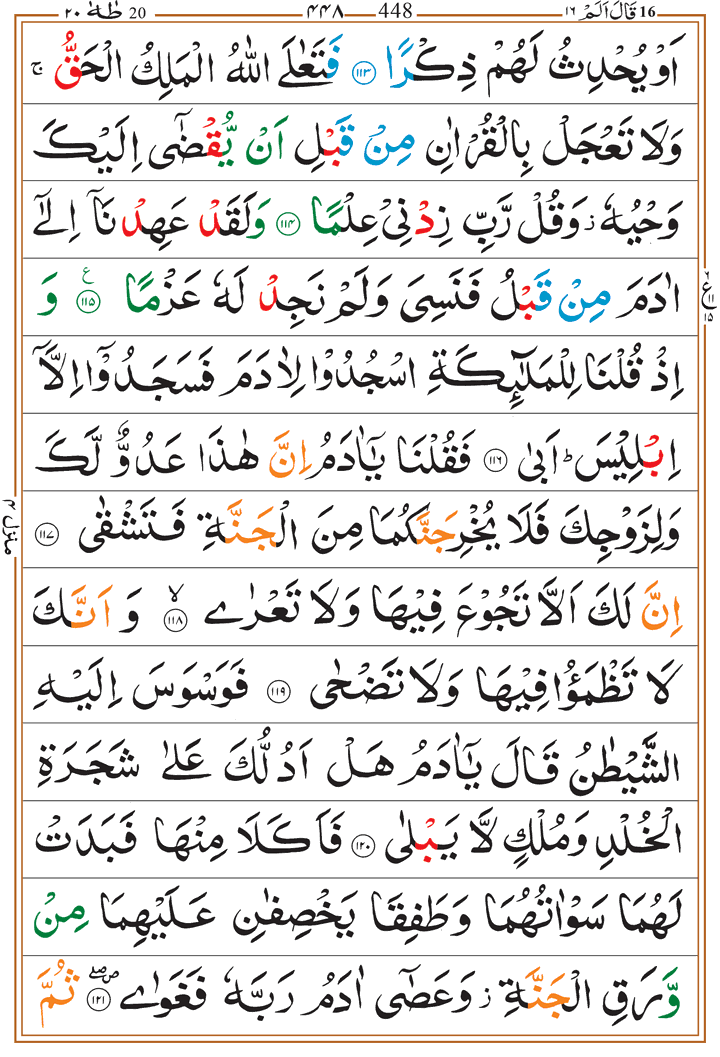 16 قَالَ اَلَمْ ١٦ 448 ٤٤٨ 20 طٰهٰ ٢٠
اَوْ يُحْدِثُ لَهُمْ ذِكْرًا ۝١١٣ فَتَعٰلَى اللّٰهُ الْمَلِكُ الْحَقُّ ۚ
وَلَا تَعْجَلْ بِالْقُرْاٰنِ مِنْ قَبْلِ اَنْ يُّقْضٰٓى اِلَيْكَ
وَحْيُهٗ ؗ وَقُلْ رَّبِّ زِدْنِيْ عِلْمًا ۝١١٤ وَلَقَدْ عَهِدْنَآ اِلٰٓى
اٰدَمَ مِنْ قَبْلُ فَنَسِيَ وَلَمْ نَجِدْ لَهٗ عَزْمًا ۝١١٥ ع وَ
اِذْ قُلْنَا لِلْمَلٰٓئِكَةِ اسْجُدُوْا لِاٰدَمَ فَسَجَدُوْٓا اِلَّآ
اِبْلِيْسَ ؕ اَبٰى ۝١١٦ فَقُلْنَا يٰٓاٰدَمُ اِنَّ هٰذَا عَدُوٌّ لَّكَ
وَلِزَوْجِكَ فَلَا يُخْرِجَنَّكُمَا مِنَ الْجَنَّةِ فَتَشْقٰى ۝١١٧
اِنَّ لَكَ اَلَّا تَجُوْعَ فِيْهَا وَلَا تَعْرٰى ۝١١٨ ۙ وَ اَنَّكَ
لَا تَظْمَؤُا فِيْهَا وَلَا تَضْحٰى ۝١١٩ فَوَسْوَسَ اِلَيْهِ
الشَّيْطٰنُ قَالَ يٰٓاٰدَمُ هَلْ اَدُلُّكَ عَلٰى شَجَرَةِ
الْخُلْدِ وَمُلْكٍ لَّا يَبْلٰى ۝١٢٠ فَاَكَلَا مِنْهَا فَبَدَتْ
لَهُمَا سَوْاٰتُهُمَا وَطَفِقَا يَخْصِفٰنِ عَلَيْهِمَا مِنْ
وَّرَقِ الْجَنَّةِ ؗ وَعَصٰٓى اٰدَمُ رَبَّهٗ فَغَوٰى ۝١٢١ ۖ ثُمَّ
ع ١١ ١٥
منزل ٤